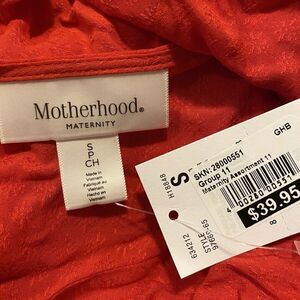 Motherhood®
MATERNITY
S
P
CH
Made in
Vietnam
Fabriqué au
Vietnam
Hecho en
Vietnam
S
H18848
SKN:28000551
Group 11
Maternity Assortment 11
GHB
$39.95
8
634212
STYLE